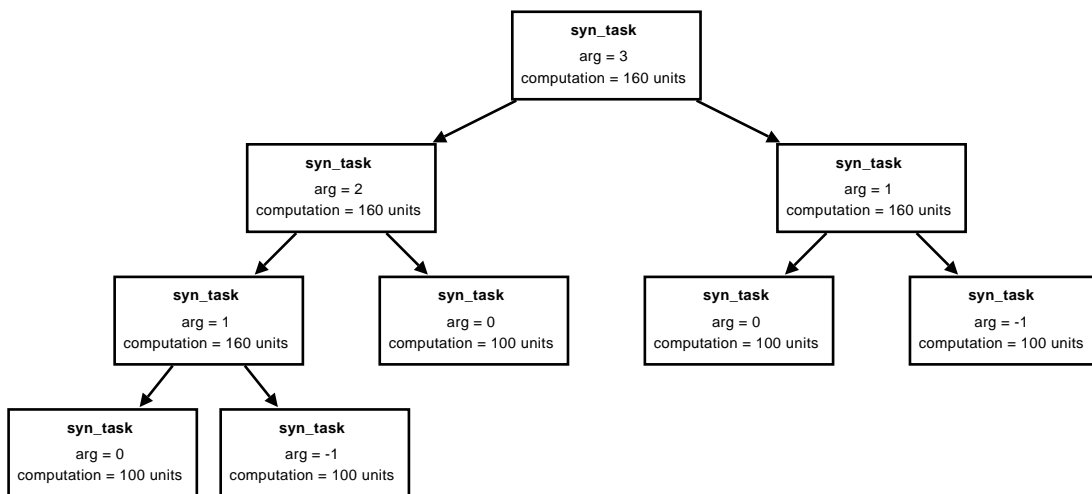 syn_task
arg = 3
computation = 160 units
syn_task
arg = 2
computation = 160 units
syn_task
arg = 1
computation = 160 units
syn_task
arg = 1
computation = 160 units
syn_task
arg = 0
computation = 100 units
syn_task
arg = 0
computation = 100 units
syn_task
arg = -1
computation = 100 units
syn_task
arg = 0
computation = 100 units
syn_task
arg = -1
computation = 100 units